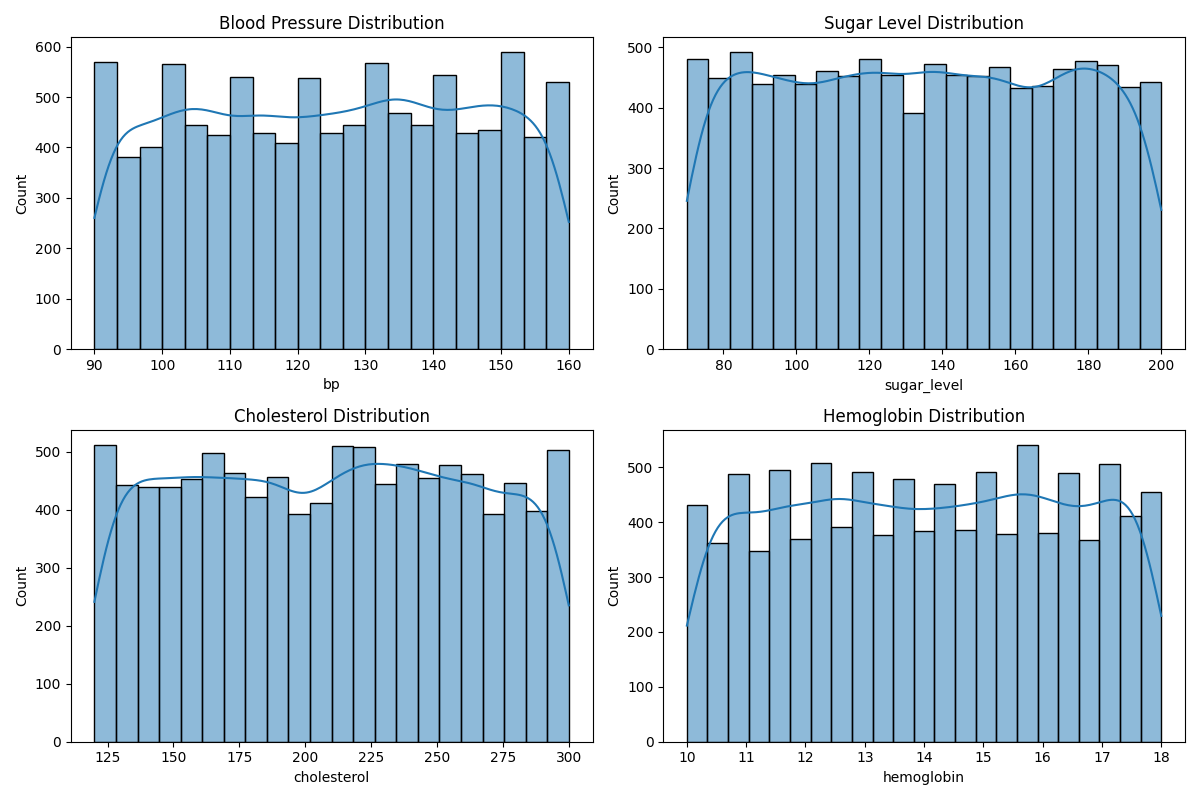 Blood Pressure Distribution
600
500
400
300
200
100
0
Count
90 100 110 120 130 140 150 160
bp
Sugar Level Distribution
500
400
300
200
100
0
Count
80 100 120 140 160 180 200
sugar_level
Cholesterol Distribution
500
400
300
200
100
0
Count
125 150 175 200 225 250 275 300
cholesterol
Hemoglobin Distribution
500
400
300
200
100
0
Count
10 11 12 13 14 15 16 17 18
hemoglobin